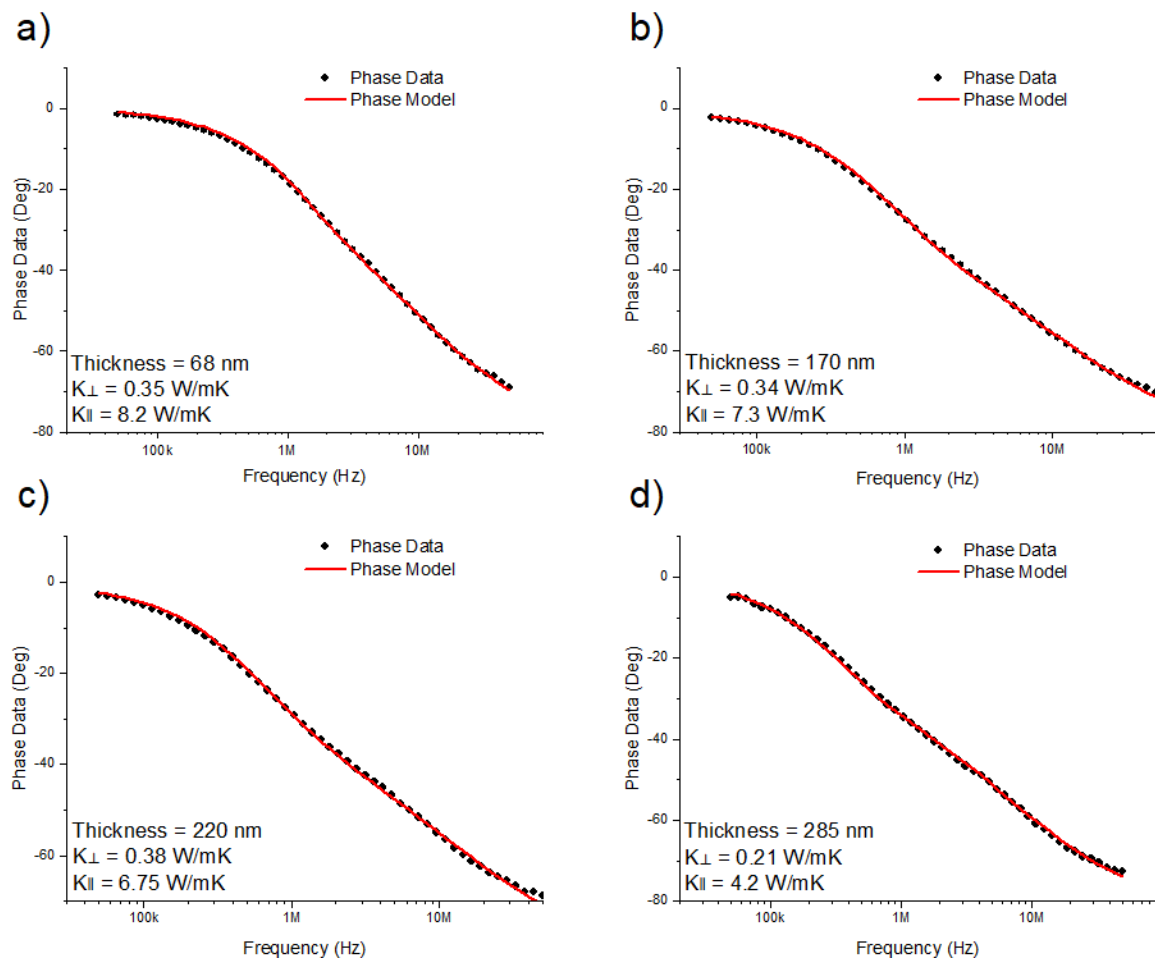 a)
Phase Data
Phase Model
0
-20
-40
-60
-80
Phase Data (Deg)
Thickness = 68 nm
K⊥ = 0.35 W/mK
K∥ = 8.2 W/mK
100k
1M
10M
Frequency (Hz)
b)
Phase Data
Phase Model
0
-20
-40
-60
-80
Phase Data (Deg)
Thickness = 170 nm
K⊥ = 0.34 W/mK
K∥ = 7.3 W/mK
100k
1M
10M
Frequency (Hz)
c)
Phase Data
Phase Model
0
-20
-40
-60
Phase Data (Deg)
Thickness = 220 nm
K⊥ = 0.38 W/mK
K∥ = 6.75 W/mK
100k
1M
10M
Frequency (Hz)
d)
Phase Data
Phase Model
0
-20
-40
-60
-80
Phase Data (Deg)
Thickness = 285 nm
K⊥ = 0.21 W/mK
K∥ = 4.2 W/mK
100k
1M
10M
Frequency (Hz)